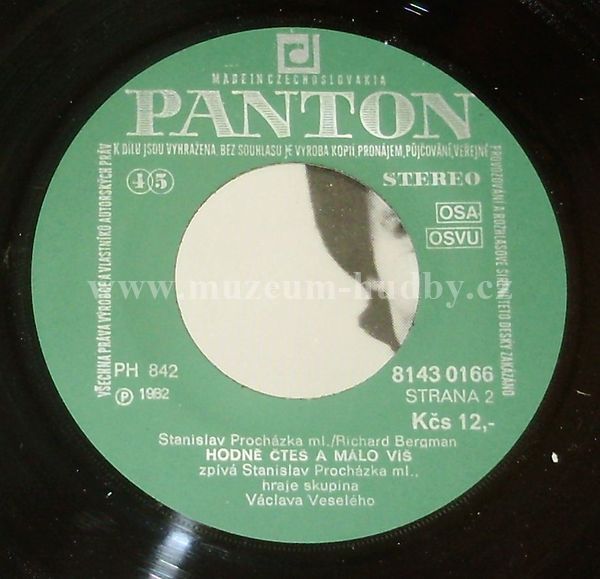 MADE IN CZECHOSLOVAKIA
PANTON
VŠECHNA PRÁVA VÝROBCE A VLASTNÍKŮ AUTORSKÝCH PRÁV
K DÍLU JSOU VYHRAŽENA. BEZ SOUHLASU JE VÝROBA KOPIÍ, PRONÁJEM, PŮJČOVÁNÍ, VEŘEJNÉ
PROVOZOVÁNÍ A ROZHLASOVÉ ŠÍŘENÍ TÉTO DESKY ZAKÁZÁNO
45
STEREO
OSA
OSVU
www.muzeum-hudby.cz
PH 842
℗ 1982
8143 0166
STRANA 2
Kčs 12,-
Stanislav Procházka ml./Richard Bergman
HODNĚ ČTEŠ A MÁLO VÍŠ
zpívá Stanislav Procházka ml.,
hraje skupina
Václava Veselého